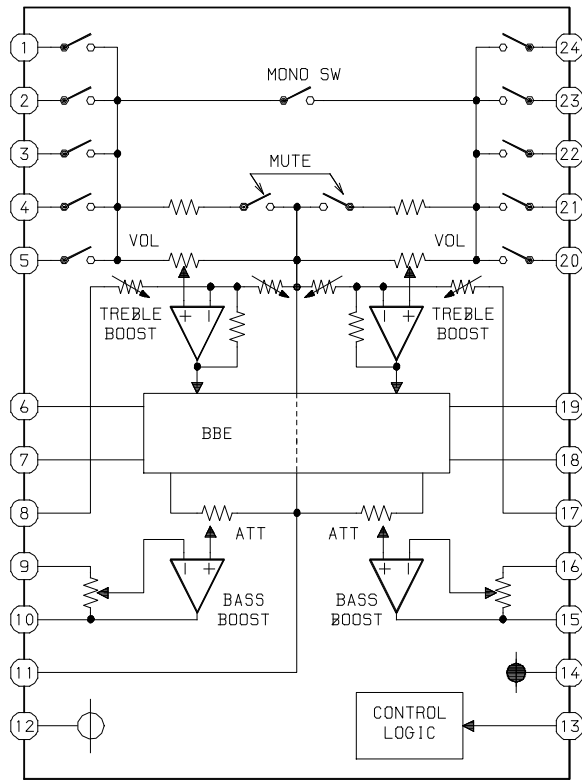 1
24
MONO SW
2
23
3
22
MUTE
4
21
VOL
VOL
5
20
TREBLE
BOOST
+ −
− +
TREBLE
BOOST
6
BBE
19
7
18
8
17
ATT
ATT
9
− +
+ −
16
BASS
BOOST
BASS
BOOST
10
15
11
14
12
CONTROL
LOGIC
13